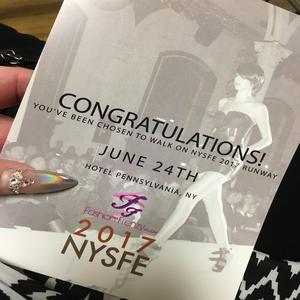 CONGRATULATIONS!
YOU'VE BEEN CHOSEN TO WALK ON NYSFE 2017 RUNWAY
JUNE 24TH
HOTEL PENNSYLVANIA, NY
2017
NYSFE